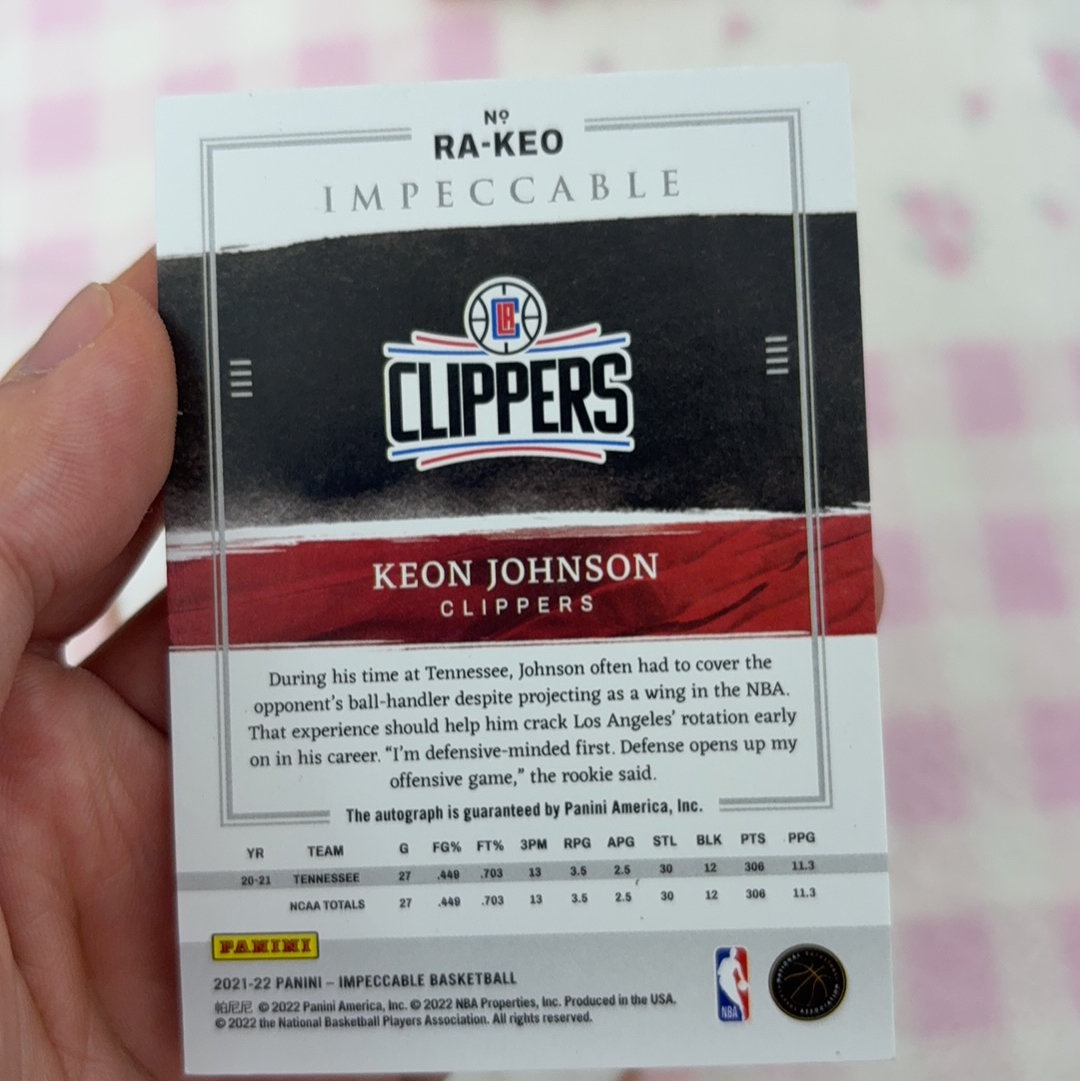 Nº
RA-KEO
IMPECCABLE
LA
CLIPPERS
KEON JOHNSON
CLIPPERS
During his time at Tennessee, Johnson often had to cover the
opponent's ball-handler despite projecting as a wing in the NBA.
That experience should help him crack Los Angeles' rotation early
on in his career. “I'm defensive-minded first. Defense opens up my
offensive game,” the rookie said.
The autograph is guaranteed by Panini America, Inc.
YR TEAM G FG% FT% 3PM RPG APG STL BLK PTS PPG
20-21 TENNESSEE 27 .449 .703 13 3.5 2.5 30 12 306 11.3
NCAA TOTALS 27 .449 .703 13 3.5 2.5 30 12 306 11.3
PANINI
2021-22 PANINI – IMPECCABLE BASKETBALL
帕尼尼 © 2022 Panini America, Inc. © 2022 NBA Properties, Inc. Produced in the USA.
© 2022 the National Basketball Players Association. All rights reserved.
NBA
NATIONAL BASKETBALL PLAYERS ASSOCIATION